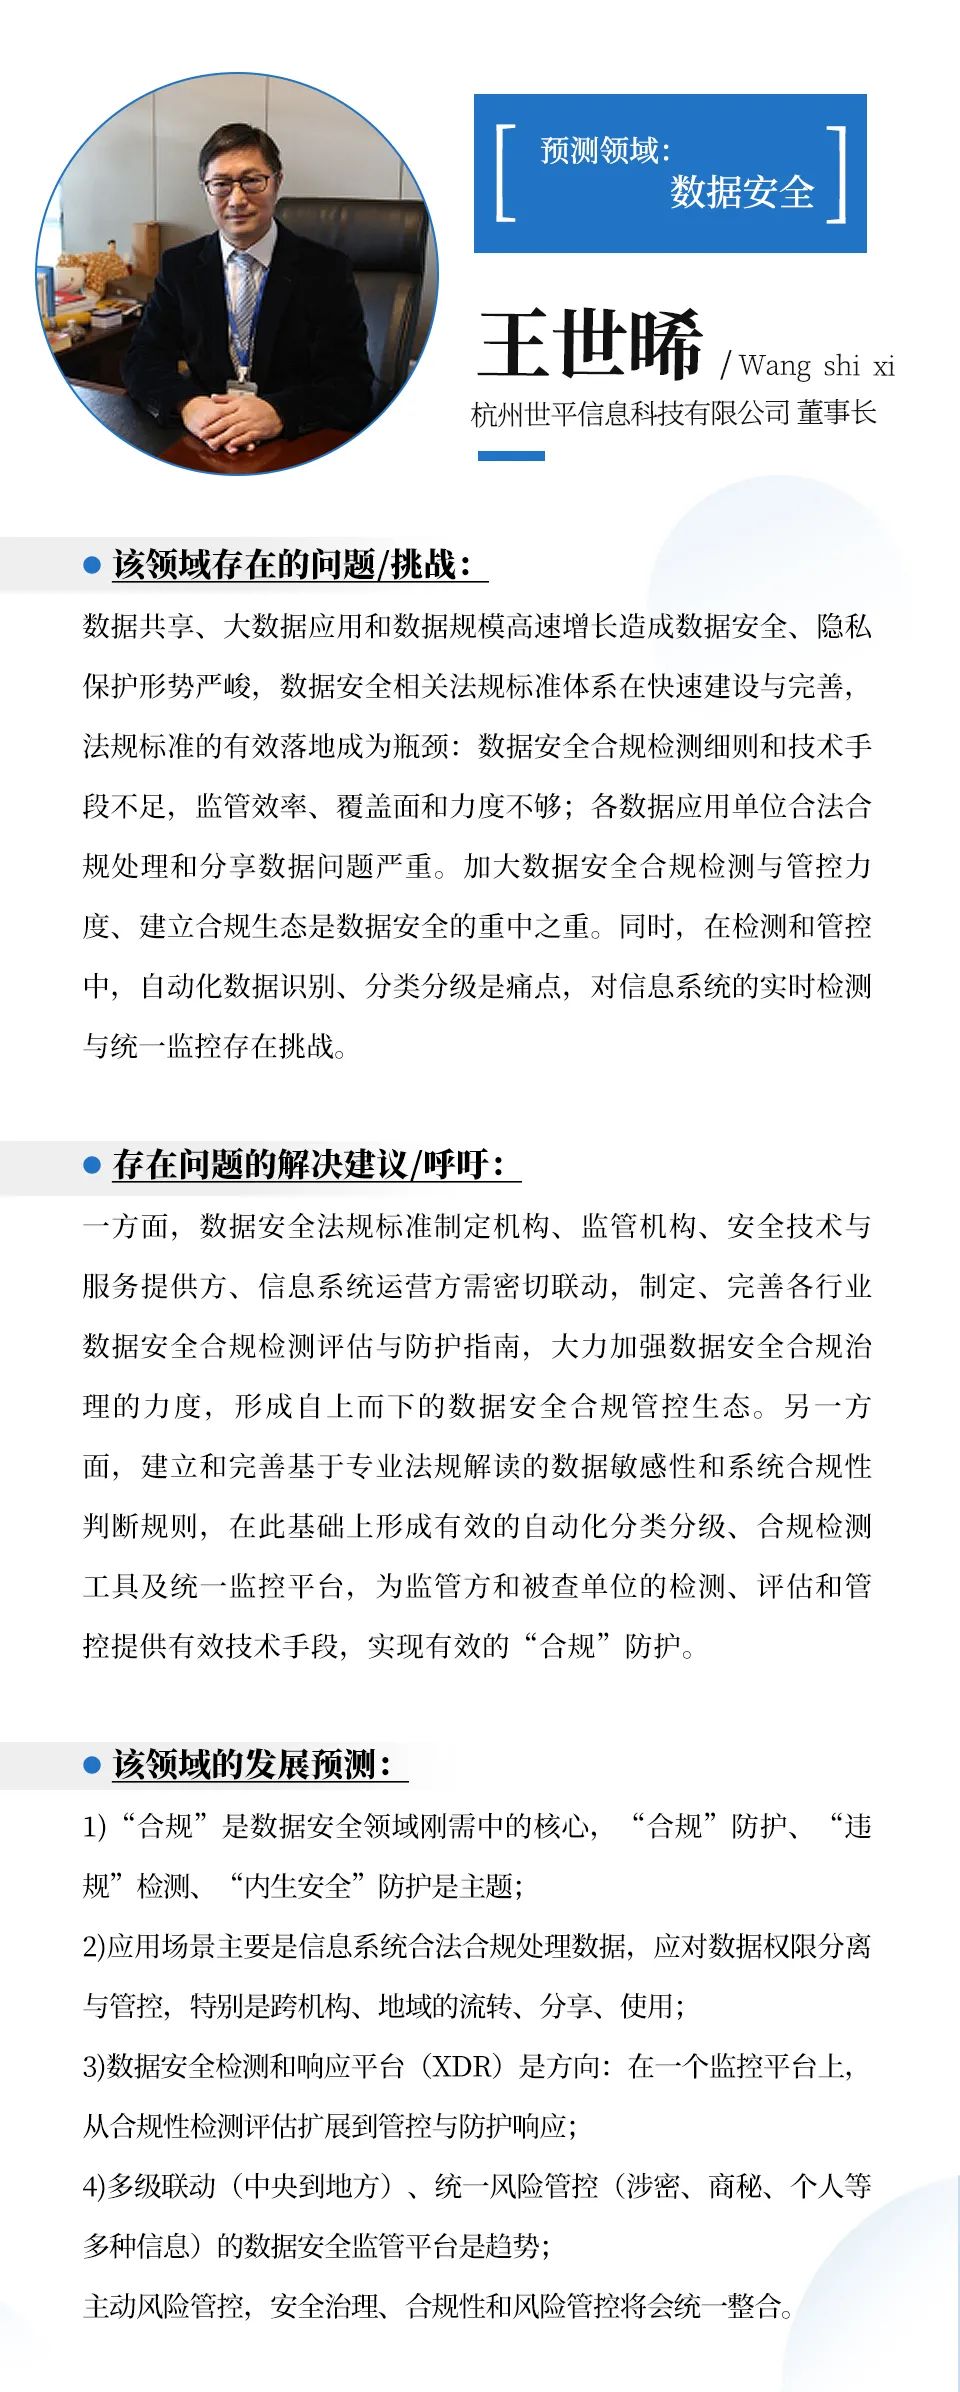 预测领域：
数据安全
王世晞
/ Wang shi xi
杭州世平信息科技有限公司 董事长
该领域存在的问题/挑战：
数据共享、大数据应用和数据规模高速增长造成数据安全、隐私
保护形势严峻，数据安全相关法规标准体系在快速建设与完善，
法规标准的有效落地成为瓶颈：数据安全合规检测细则和技术手
段不足，监管效率、覆盖面和力度不够；各数据应用单位合法合
规处理和分享数据问题严重。加大数据安全合规检测与管控力
度、建立合规生态是数据安全的重中之重。同时，在检测和管控
中，自动化数据识别、分类分级是痛点，对信息系统的实时检测
与统一监控存在挑战。
存在问题的解决建议/呼吁：
一方面，数据安全法规标准制定机构、监管机构、安全技术与
服务提供方、信息系统运营方需密切联动，制定、完善各行业
数据安全合规检测评估与防护指南，大力加强数据安全合规治
理的力度，形成自上而下的数据安全合规管控生态。另一方
面，建立和完善基于专业法规解读的数据敏感性和系统合规性
判断规则，在此基础上形成有效的自动化分类分级、合规检测
工具及统一监控平台，为监管方和被查单位的检测、评估和管
控提供有效技术手段，实现有效的“合规”防护。
该领域的发展预测：
1)“合规”是数据安全领域刚需中的核心，“合规”防护、“违
规”检测、“内生安全”防护是主题；
2)应用场景主要是信息系统合法合规处理数据，应对数据权限分离
与管控，特别是跨机构、地域的流转、分享、使用；
3)数据安全检测和响应平台（XDR）是方向：在一个监控平台上，
从合规性检测评估扩展到管控与防护响应；
4)多级联动（中央到地方）、统一风险管控（涉密、商秘、个人等
多种信息）的数据安全监管平台是趋势；
主动风险管控，安全治理、合规性和风险管控将会统一整合。